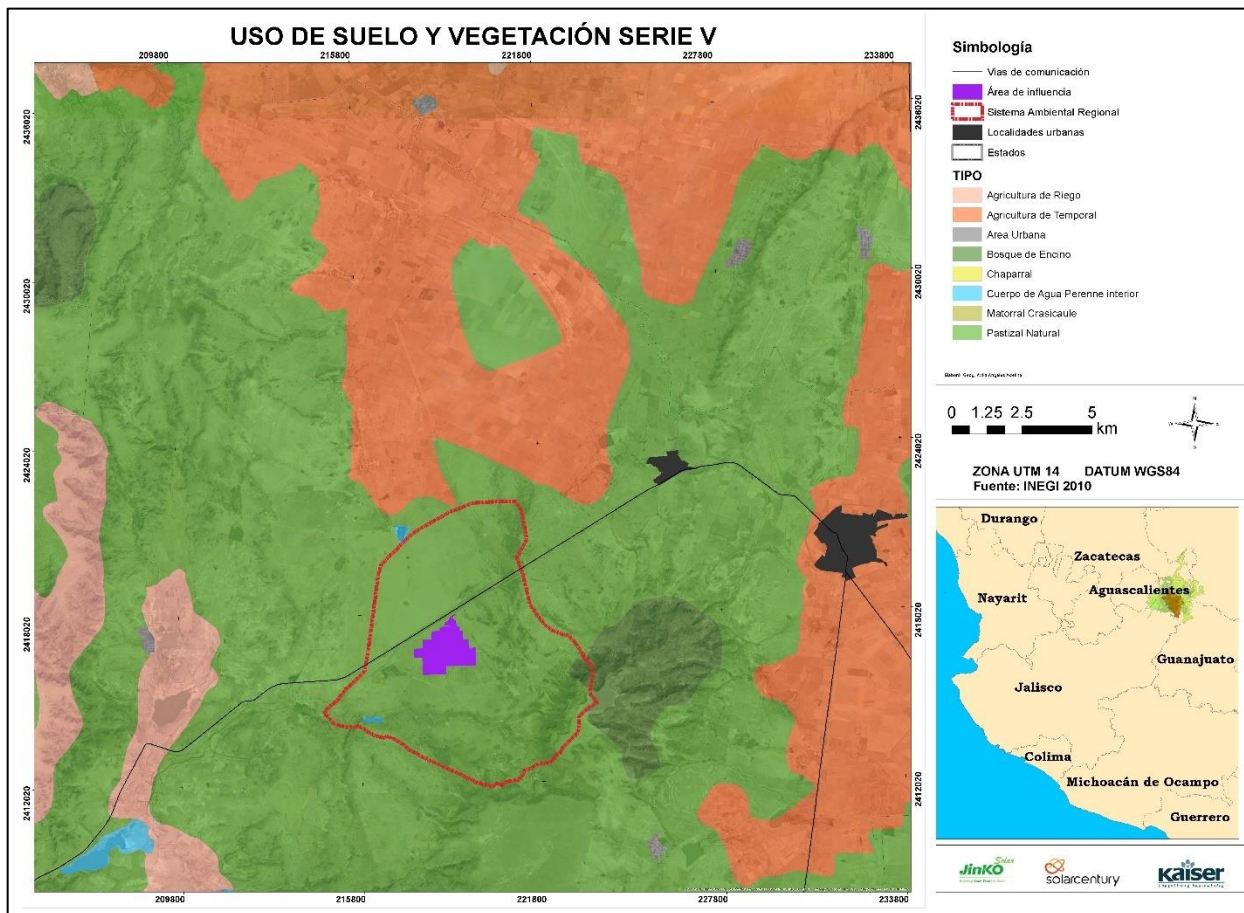 USO DE SUELO Y VEGETACIÓN SERIE V
209800 215800 221800 227800 233800
2436020
2430020
2424020
2418020
2412020
2436020
2430020
2424020
2418020
2412020
209800 215800 221800 227800 233800
Simbología
Vias de comunicación
Área de influencia
Sistema Ambiental Regional
Localidades urbanas
Estados
TIPO
Agricultura de Riego
Agricultura de Temporal
Area Urbana
Bosque de Encino
Chaparral
Cuerpo de Agua Perenne interior
Matorral Crasicaule
Pastizal Natural
0 1.25 2.5 5
km
N
W E
S
ZONA UTM 14 DATUM WGS84
Fuente: INEGI 2010
Durango
Zacatecas
Aguascalientes
Nayarit
Guanajuato
Jalisco
Colima
Michoacán de Ocampo
Guerrero
JinKO Solar
solarcentury
Kaiser